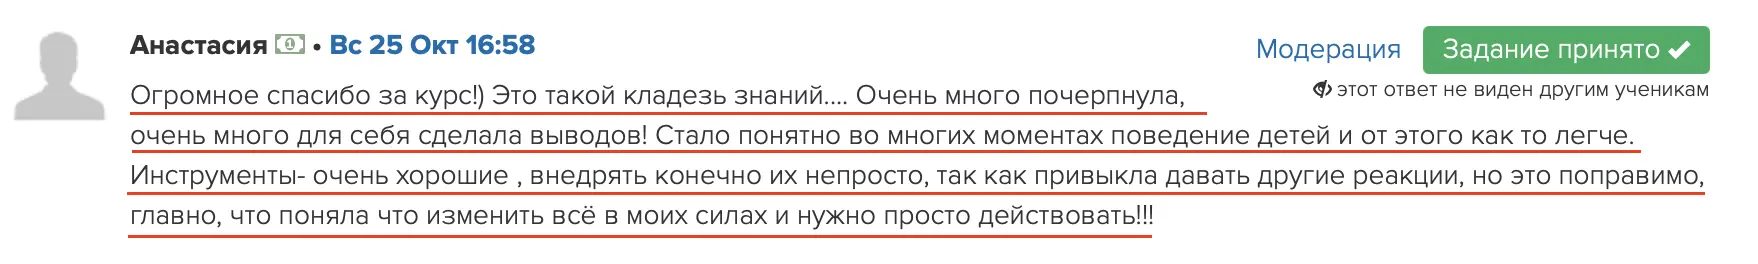 Анастасия 1 • Вс 25 Окт 16:58
Модерация Задание принято ✔
этот ответ не виден другим ученикам
Огромное спасибо за курс!) Это такой кладезь знаний.... Очень много почерпнула,
очень много для себя сделала выводов! Стало понятно во многих моментах поведение детей и от этого как то легче.
Инструменты- очень хорошие , внедрять конечно их непросто, так как привыкла давать другие реакции, но это поправимо,
главно, что поняла что изменить всё в моих силах и нужно просто действовать!!!